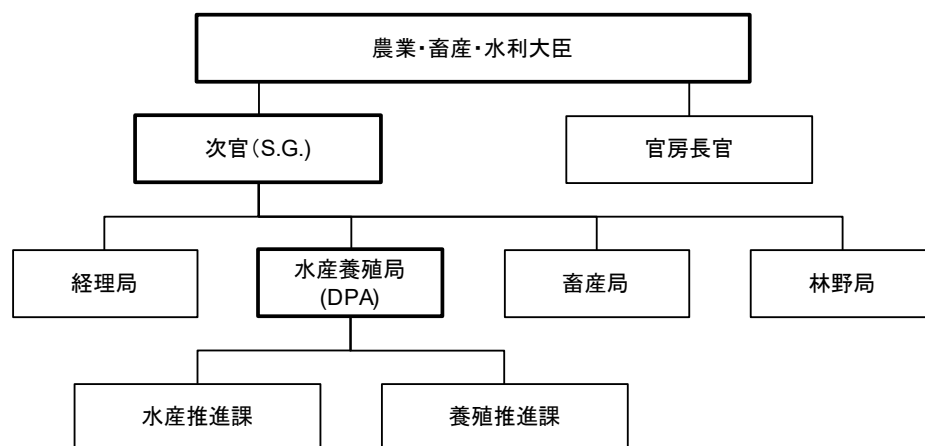 農業・畜産・水利大臣
次官(S.G.)
官房長官
経理局
水産養殖局
(DPA)
畜産局
林野局
水産推進課
養殖推進課